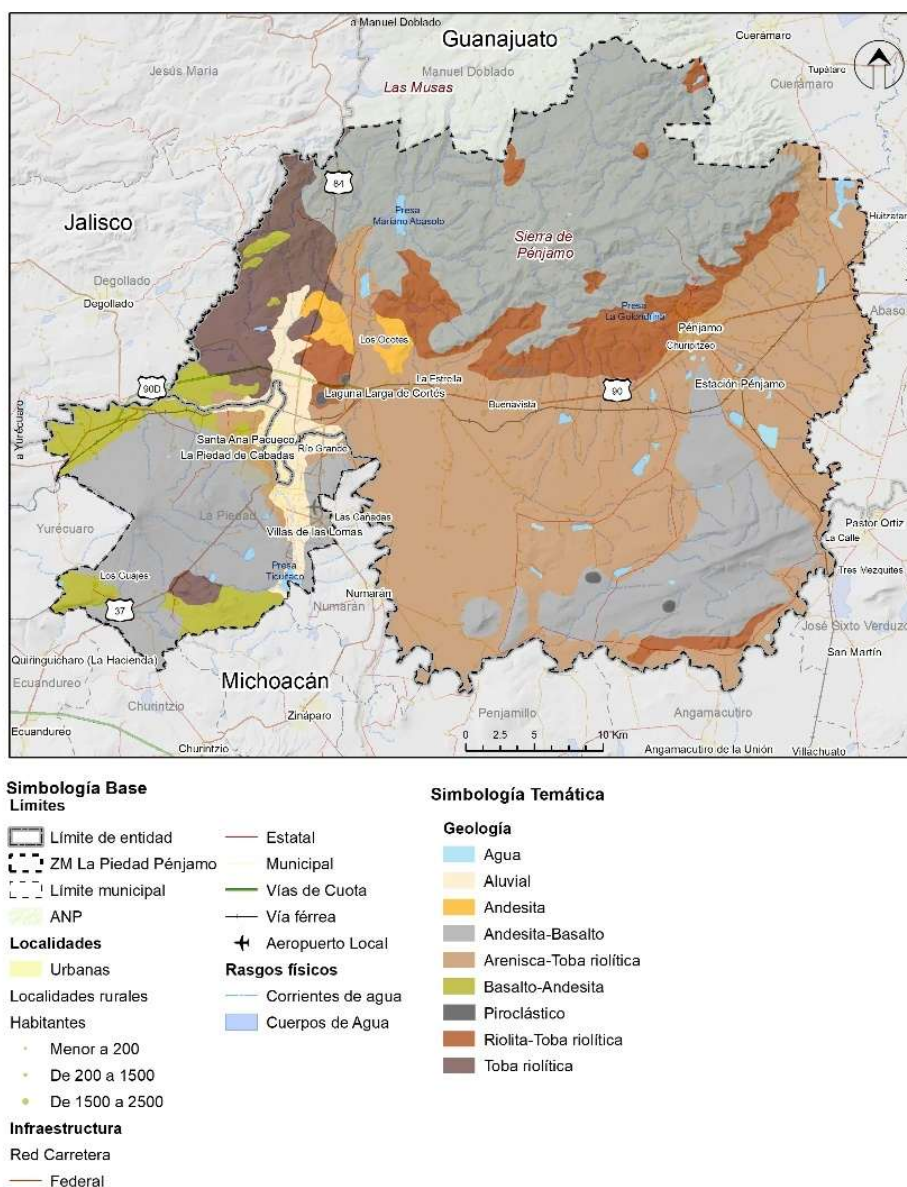 a Manuel Doblado
Guanajuato
Cuerámaro
Jesús María
Manuel Doblado
Tupátaro
Las Musas
Cuerámaro
84
Jalisco
Presa
Mariano Abasolo
Huitzatar
Sierra de
Pénjamo
Degollado
Degollado
Presa
La Golondrina
Abaso
Pénjamo
Los Ocotes
Churipitzeo
La Estrella
Estación Pénjamo
90D
90
Laguna Larga de Cortés
Buenavista
a Yurécuaro
Santa Ana Pacueco
Río Grande
La Piedad de Cabadas
La Piedad
Las Cañadas
Yurécuaro
Villas de las Lomas
Pastor Ortiz
La Calle
Los Guajes
Presa
Ticuítaco
Tres Mezquites
Numarán
Numarán
37
José Sixto Verduzo
Quiringuicharo (La Hacienda)
San Martín
Ecuandureo
Michoacán
Churintzio
Penjamillo
Angamacutiro
Zináparo
Ecuandureo
0 2.5 5 10 Km
Churintzio
Angamacutiro de la Unión
Villachuato
Simbología Base
Límites
Límite de entidad
ZM La Piedad Pénjamo
Límite municipal
ANP
Localidades
Urbanas
Localidades rurales
Habitantes
Menor a 200
De 200 a 1500
De 1500 a 2500
Infraestructura
Red Carretera
Federal
Estatal
Municipal
Vías de Cuota
Vía férrea
Aeropuerto Local
Rasgos físicos
Corrientes de agua
Cuerpos de Agua
Simbología Temática
Geología
Agua
Aluvial
Andesita
Andesita-Basalto
Arenisca-Toba riolítica
Basalto-Andesita
Piroclástico
Riolita-Toba riolítica
Toba riolítica